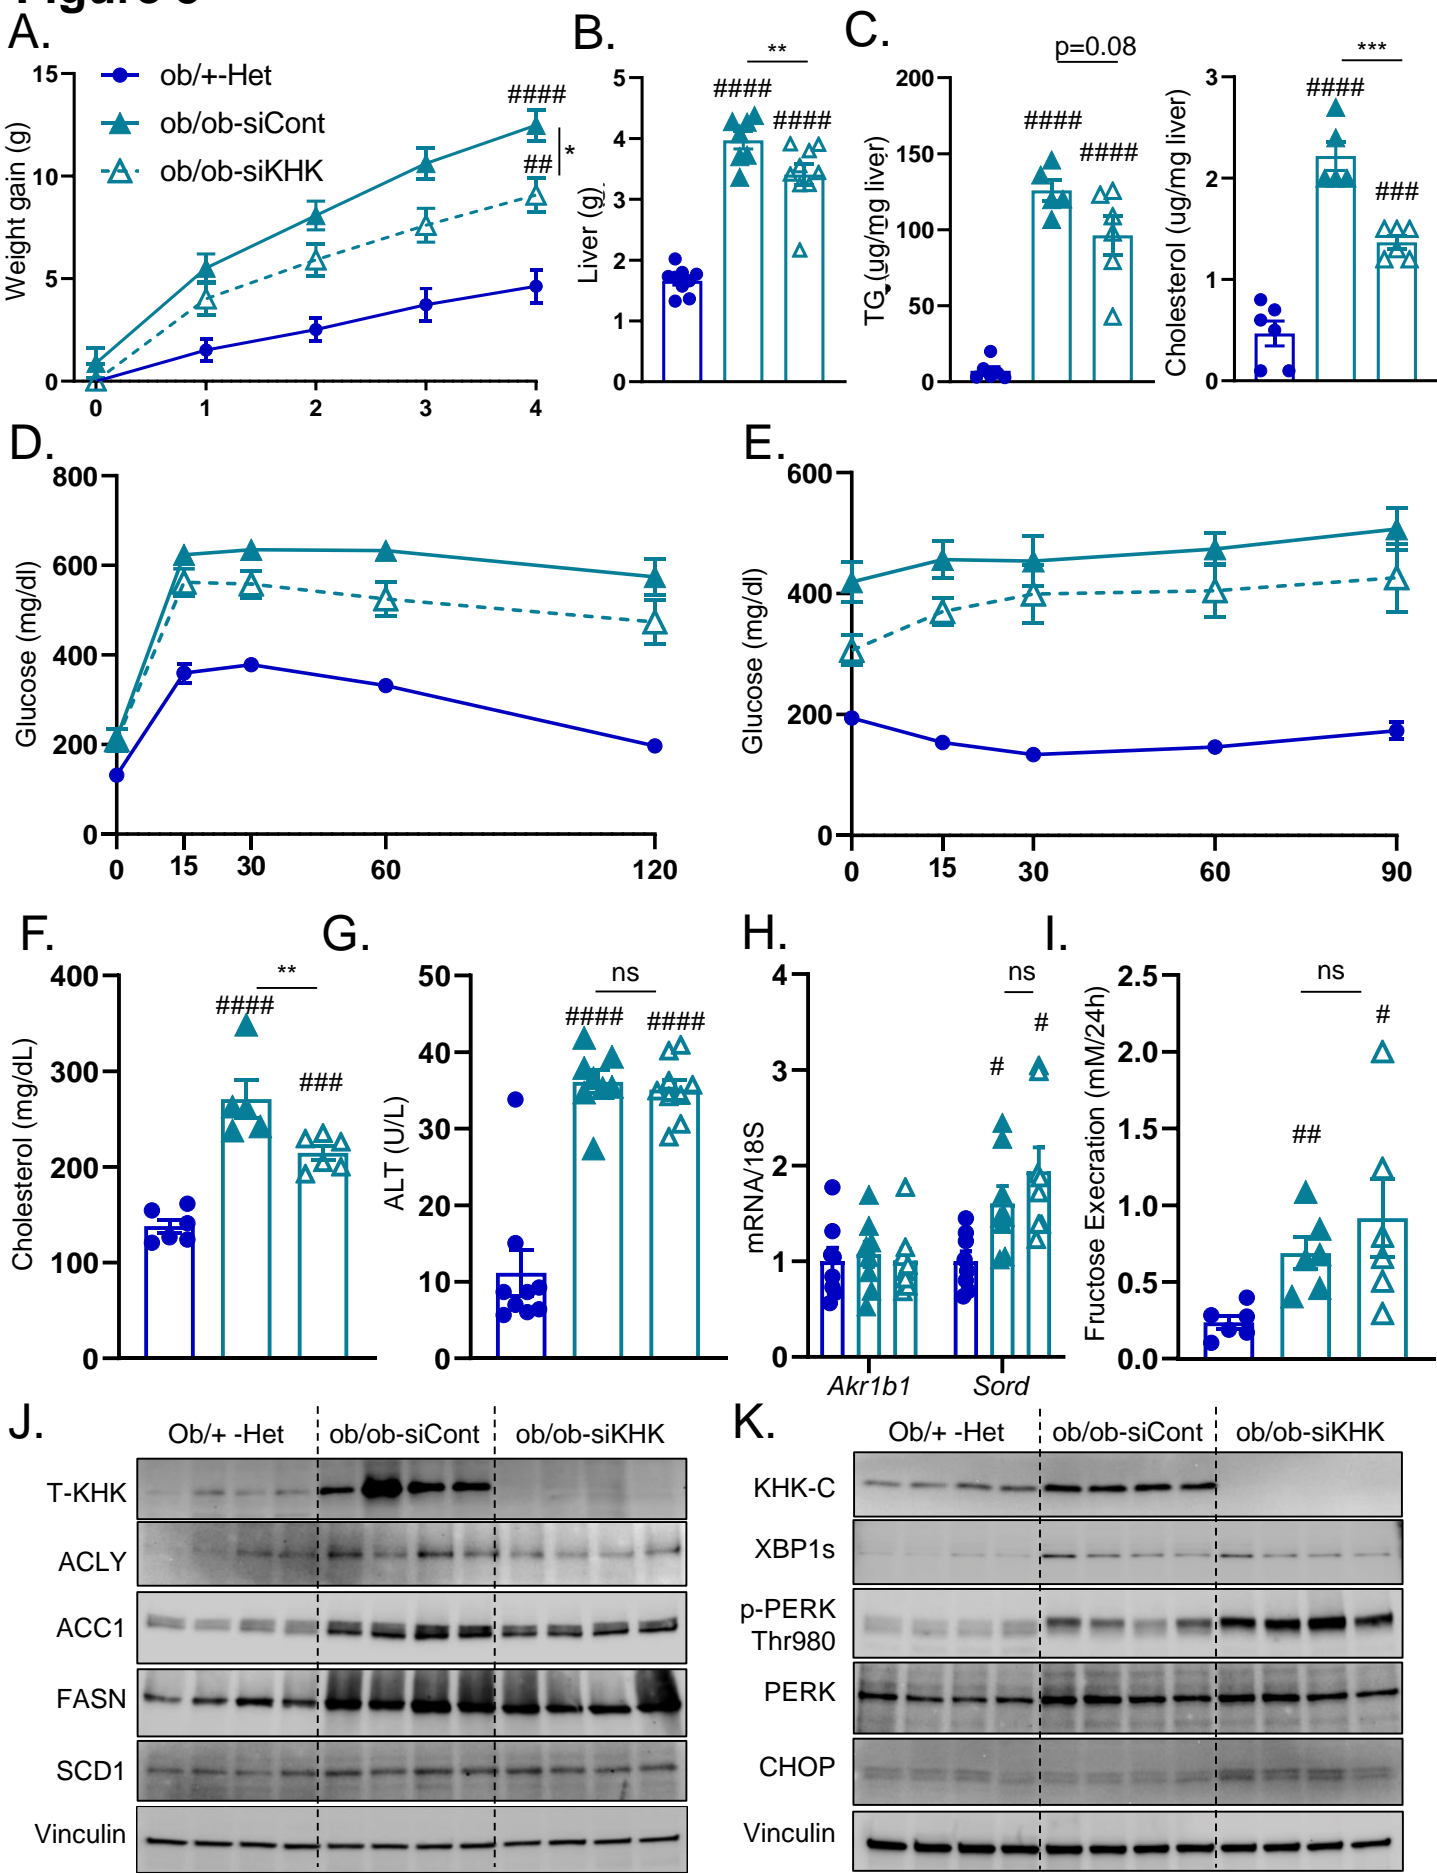 A.
15
10
5
0
Weight gain (g)
ob/+-Het
ob/ob-siCont
ob/ob-siKHK
####
##
*
0 1 2 3 4
B.
**
5
4
3
2
1
0
Liver (g)
####
####
C.
p=0.08
200
150
100
50
0
TG (ug/mg liver)
####
####
***
3
2
1
0
Cholesterol (ug/mg liver)
####
###
D.
800
600
400
200
0
Glucose (mg/dl)
0 15 30 60 120
E.
600
400
200
0
Glucose (mg/dl)
0 15 30 60 90
F.
**
400
300
200
100
0
Cholesterol (mg/dL)
####
###
G.
ns
50
40
30
20
10
0
ALT (U/L)
####
####
H.
ns
4
3
2
1
0
mRNA/18S
#
#
Akr1b1 Sord
I.
ns
2.5
2.0
1.5
1.0
0.5
0.0
Fructose Execration (mM/24h)
##
#
J.
Ob/+ -Het ob/ob-siCont ob/ob-siKHK
T-KHK
ACLY
ACC1
FASN
SCD1
Vinculin
K.
Ob/+ -Het ob/ob-siCont ob/ob-siKHK
KHK-C
XBP1s
p-PERK
Thr980
PERK
CHOP
Vinculin